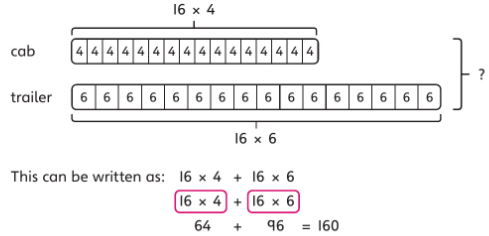 16 × 4
cab 4 4 4 4 4 4 4 4 4 4 4 4 4 4 4 4
?
trailer 6 6 6 6 6 6 6 6 6 6 6 6 6 6 6 6
16 × 6
This can be written as: 16 × 4 + 16 × 6
16 × 4 + 16 × 6
64 + 96 = 160